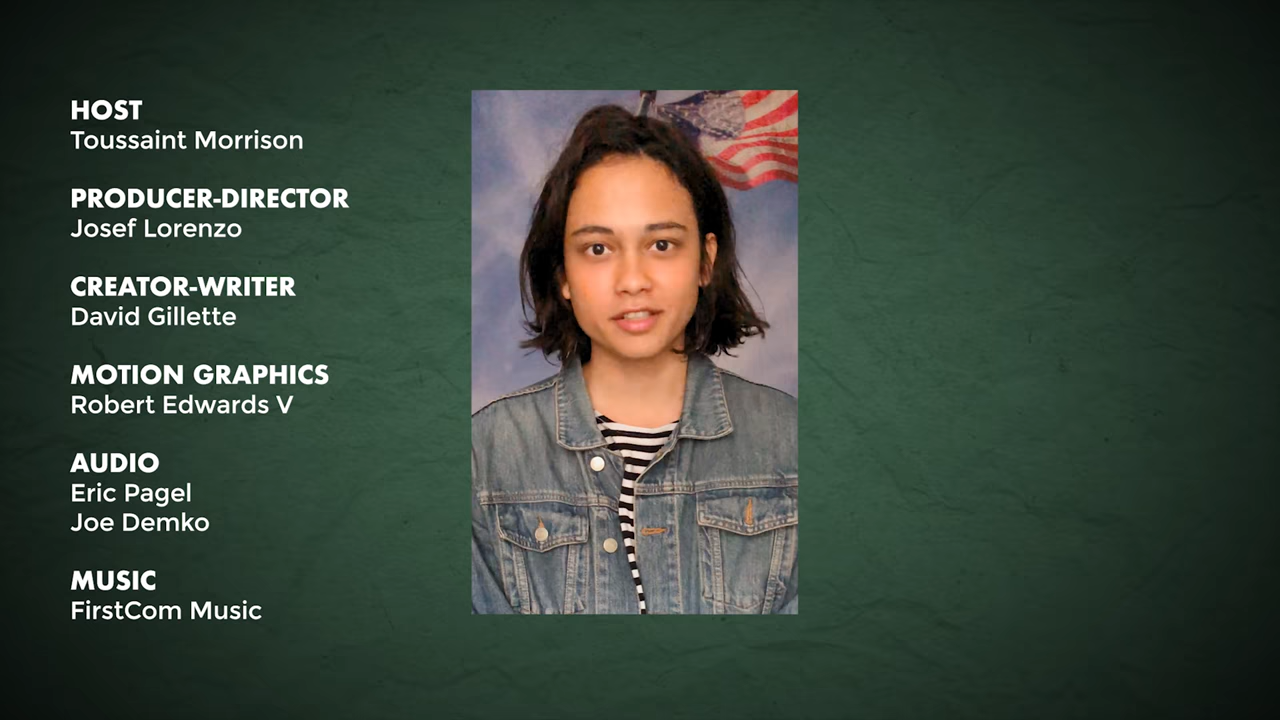 HOST
Toussaint Morrison
PRODUCER-DIRECTOR
Josef Lorenzo
CREATOR-WRITER
David Gillette
MOTION GRAPHICS
Robert Edwards V
AUDIO
Eric Pagel
Joe Demko
MUSIC
FirstCom Music